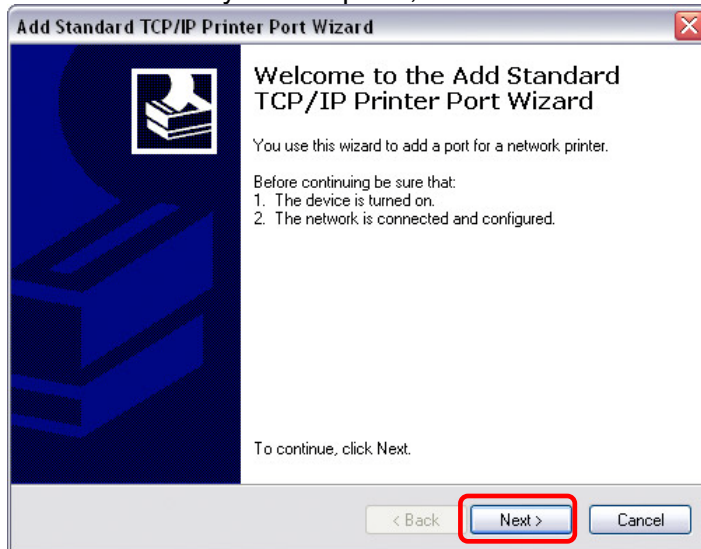 Add Standard TCP/IP Printer Port Wizard
Welcome to the Add Standard
TCP/IP Printer Port Wizard
You use this wizard to add a port for a network printer.
Before continuing be sure that:
1. The device is turned on.
2. The network is connected and configured.
To continue, click Next.
< Back
Next >
Cancel